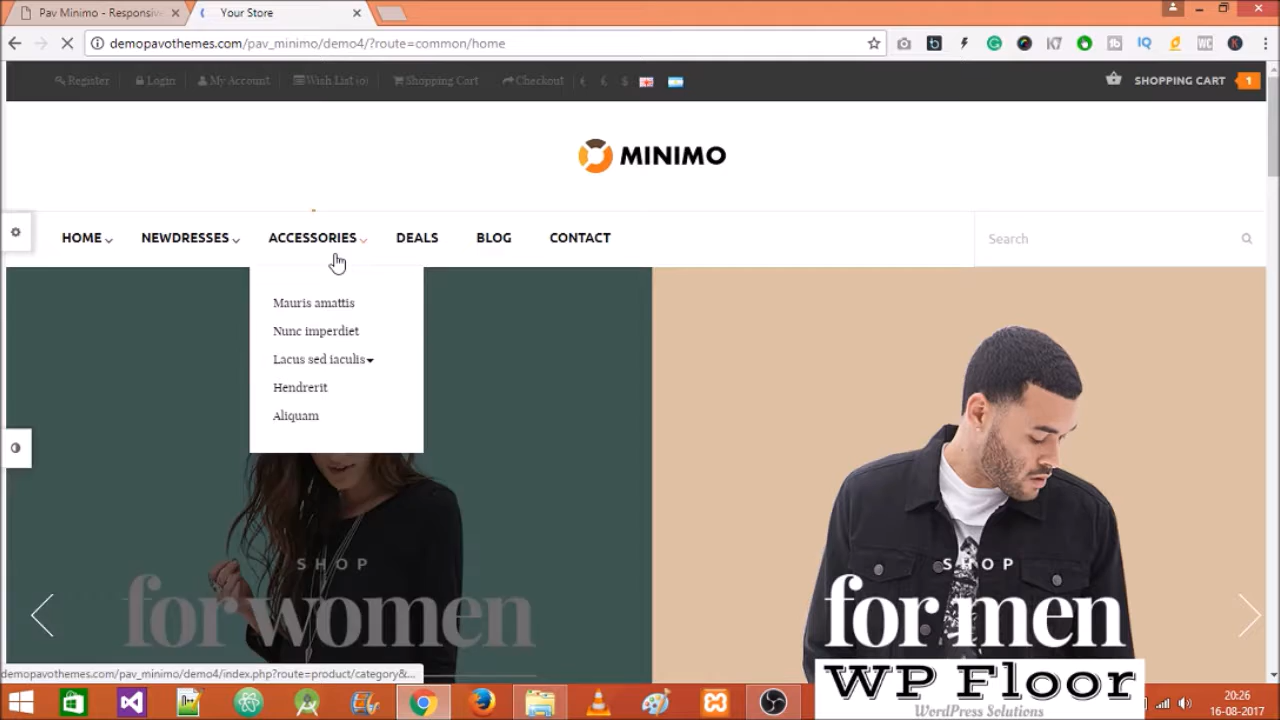 Pav Minimo - Responsiv
Your Store
demopavothemes.com/pav_minimo/demo4/?route=common/home
Register
Login
My Account
Wish List (0)
Shopping Cart
Checkout
€
£
$
SHOPPING CART
1
MINIMO
HOME
NEWDRESSES
ACCESSORIES
DEALS
BLOG
CONTACT
Search
Mauris amattis
Nunc imperdiet
Lacus sed iaculis
Hendrerit
Aliquam
SHOP
for women
SHOP
for men
demopavothemes.com/pav_minimo/demo4/index.php?route=product/category&...
WP Floor
WordPress Solutions
20:26
16-08-2017